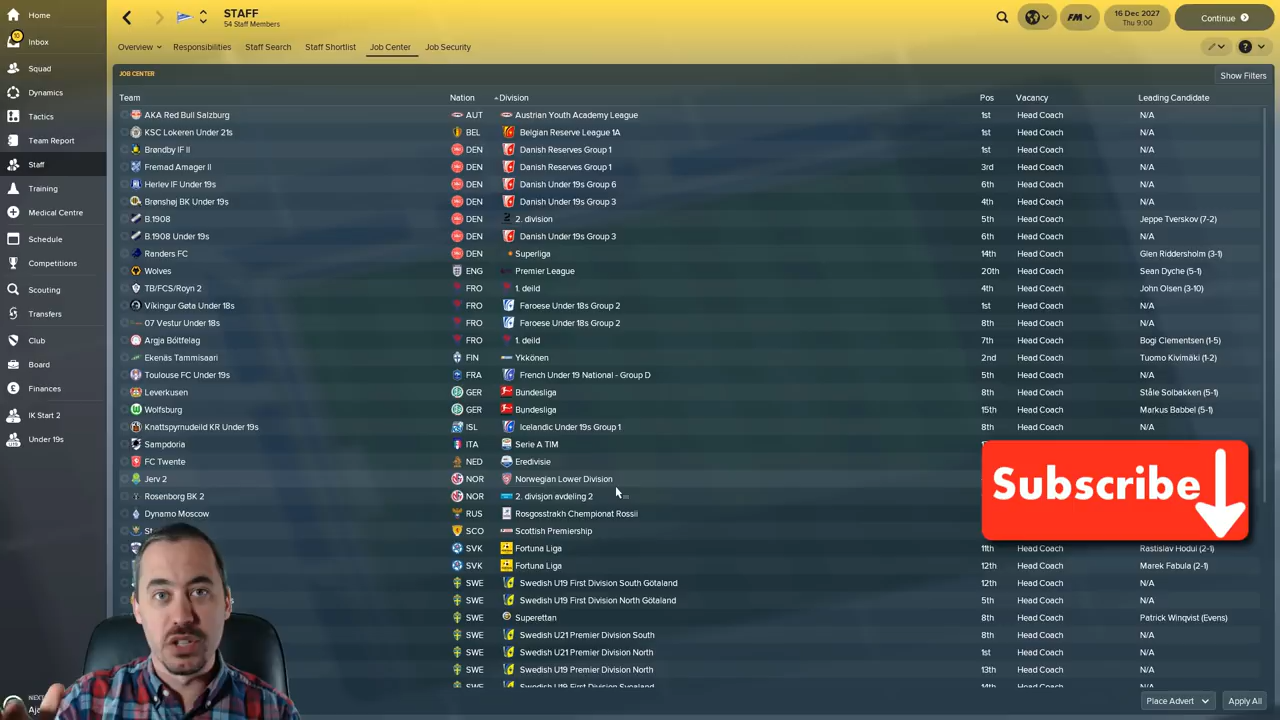 Home
STAFF
54 Staff Members
FM
16 Dec 2027
Thu 9:00
Continue
10
Inbox
Overview Responsibilities Staff Search Staff Shortlist Job Center Job Security
Squad
Dynamics
Tactics
Team Report
Staff
Training
Medical Centre
Schedule
Competitions
Scouting
Transfers
Club
Board
Finances
IK Start 2
Under 19s
JOB CENTER
Show Filters
Team Nation Division Pos Vacancy Leading Candidate
AKA Red Bull Salzburg AUT Austrian Youth Academy League 1st Head Coach N/A
KSC Lokeren Under 21s BEL Belgian Reserve League 1A 1st Head Coach N/A
Brøndby IF II DEN Danish Reserves Group 1 1st Head Coach N/A
Fremad Amager II DEN Danish Reserves Group 1 3rd Head Coach N/A
Herlev IF Under 19s DEN Danish Under 19s Group 6 6th Head Coach N/A
Brønshøj BK Under 19s DEN Danish Under 19s Group 3 4th Head Coach N/A
B.1908 DEN 2. division 5th Head Coach Jeppe Tverskov (7-2)
B.1908 Under 19s DEN Danish Under 19s Group 3 6th Head Coach N/A
Randers FC DEN Superliga 14th Head Coach Glen Riddersholm (3-1)
Wolves ENG Premier League 20th Head Coach Sean Dyche (5-1)
TB/FCS/Royn 2 FRO 1. deild 4th Head Coach John Olsen (3-10)
Víkingur Gøta Under 18s FRO Faroese Under 18s Group 2 1st Head Coach N/A
07 Vestur Under 18s FRO Faroese Under 18s Group 2 8th Head Coach N/A
Argja Bóltfelag FRO 1. deild 7th Head Coach Bogi Clementsen (1-5)
Ekenäs Tammisaari FIN Ykkönen 2nd Head Coach Tuomo Kivimäki (1-2)
Toulouse FC Under 19s FRA French Under 19 National - Group D 5th Head Coach N/A
Leverkusen GER Bundesliga 8th Head Coach Ståle Solbakken (5-1)
Wolfsburg GER Bundesliga 15th Head Coach Markus Babbel (5-1)
Knattspyrnudeild KR Under 19s ISL Icelandic Under 19s Group 1 8th Head Coach N/A
Sampdoria ITA Serie A TIM
FC Twente NED Eredivisie
Jerv 2 NOR Norwegian Lower Division
Rosenborg BK 2 NOR 2. divisjon avdeling 2
Dynamo Moscow RUS Rosgosstrakh Chempionat Rossii
SCO Scottish Premiership
SVK Fortuna Liga 11th Head Coach Rastislav Hodul (2-1)
SVK Fortuna Liga 12th Head Coach Marek Fabula (2-1)
SWE Swedish U19 First Division South Götaland 12th Head Coach N/A
SWE Swedish U19 First Division North Götaland 5th Head Coach N/A
SWE Superettan 8th Head Coach Patrick Winqvist (Evens)
SWE Swedish U21 Premier Division South 8th Head Coach N/A
SWE Swedish U21 Premier Division North 1st Head Coach N/A
SWE Swedish U19 Premier Division North 13th Head Coach N/A
SWE Swedish U19 First Division Svealand 14th Head Coach N/A
Subscribe
Place Advert
Apply All